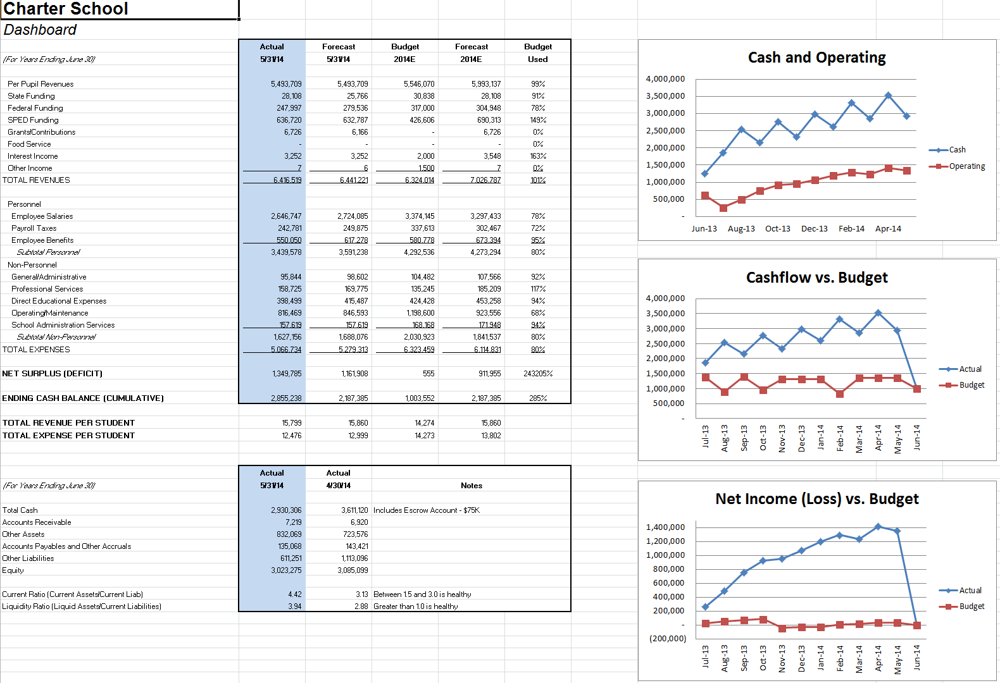 Charter School
Dashboard
Actual Forecast Budget Forecast Budget
(For Years Ending June 30) 5/31/14 5/31/14 2014E 2014E Used
Per Pupil Revenues 5,493,709 5,493,709 5,546,070 5,993,137 99%
State Funding 28,108 25,766 30,838 28,108 91%
Federal Funding 247,997 279,536 317,000 304,948 78%
SPED Funding 636,720 632,787 426,606 690,313 149%
Grants/Contributions 6,726 6,166 - 6,726 0%
Food Service - - - - 0%
Interest Income 3,252 3,252 2,000 3,548 163%
Other Income 7 6 1,500 7 0%
TOTAL REVENUES 6,416,519 6,441,221 6,324,014 7,026,787 101%
Personnel
Employee Salaries 2,646,747 2,724,085 3,374,145 3,297,433 78%
Payroll Taxes 242,781 249,875 337,613 302,467 72%
Employee Benefits 550,050 617,278 580,778 673,394 95%
Subtotal Personnel 3,439,578 3,591,238 4,292,536 4,273,294 80%
Non-Personnel
General/Administrative 95,844 98,602 104,482 107,566 92%
Professional Services 158,725 169,775 135,245 185,209 117%
Direct Educational Expenses 398,499 415,487 424,428 453,258 94%
Operating/Maintenance 816,469 846,593 1,198,600 923,556 68%
School Administration Services 157,619 157,619 168,168 171,948 94%
Subtotal Non-Personnel 1,627,156 1,688,076 2,030,923 1,841,537 80%
TOTAL EXPENSES 5,066,734 5,279,313 6,323,459 6,114,831 80%
NET SURPLUS (DEFICIT) 1,349,785 1,161,908 555 911,955 243205%
ENDING CASH BALANCE (CUMULATIVE) 2,855,238 2,187,385 1,003,552 2,187,385 285%
TOTAL REVENUE PER STUDENT 15,799 15,860 14,274 15,860
TOTAL EXPENSE PER STUDENT 12,476 12,999 14,273 13,802
Actual Actual
(For Years Ending June 30) 5/31/14 4/30/14 Notes
Total Cash 2,930,306 3,611,120 Includes Escrow Account - $75K
Accounts Receivable 7,219 6,920
Other Assets 832,069 723,576
Accounts Payables and Other Accruals 135,068 143,421
Other Liabilities 611,251 1,113,096
Equity 3,023,275 3,085,099
Current Ratio (Current Assets/Current Liab) 4.42 3.13 Between 1.5 and 3.0 is healthy
Liquidity Ratio (Liquid Assets/Current Liabilities) 3.94 2.88 Greater than 1.0 is healthy
Cash and Operating
4,000,000
3,500,000
3,000,000
2,500,000
2,000,000
1,500,000
1,000,000
500,000
-
Jun-13 Aug-13 Oct-13 Dec-13 Feb-14 Apr-14
Cash
Operating
Cashflow vs. Budget
4,000,000
3,500,000
3,000,000
2,500,000
2,000,000
1,500,000
1,000,000
500,000
-
Jul-13 Aug-13 Sep-13 Oct-13 Nov-13 Dec-13 Jan-14 Feb-14 Mar-14 Apr-14 May-14 Jun-14
Actual
Budget
Net Income (Loss) vs. Budget
1,400,000
1,200,000
1,000,000
800,000
600,000
400,000
200,000
-
(200,000)
Jul-13 Aug-13 Sep-13 Oct-13 Nov-13 Dec-13 Jan-14 Feb-14 Mar-14 Apr-14 May-14 Jun-14
Actual
Budget